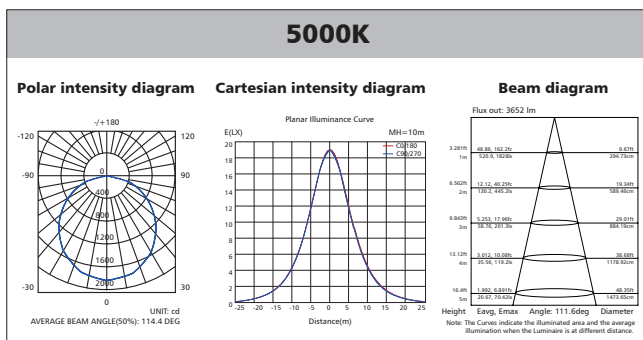 5000K
Polar intensity diagram
Cartesian intensity diagram
Beam diagram
-/+180
-120
120
-90
90
0
400
800
1200
1600
2000
-30
30
0
UNIT: cd
AVERAGE BEAM ANGLE(50%): 114.4 DEG
Planar Illuminance Curve
E(LX)
MH=10m
C0/180
C90/270
20
18
16
14
12
10
8
6
4
2
0
-25 -20 -15 -10 -5 0 5 10 15 20 25
Distance(m)
Flux out: 3652 lm
3.281ft 48.86, 162.2fc 9.67ft
1m 520.9, 1828lx 294.73cm
6.562ft 12.12, 40.25fc 19.34ft
2m 130.2, 445.2lx 589.46cm
9.843ft 5.253, 17.96fc 29.01ft
3m 58.76, 201.3lx 884.19cm
13.12ft 3.012, 10.08fc 38.68ft
4m 35.56, 119.2lx 1178.92cm
16.4ft 1.992, 6.891fc 48.35ft
5m 20.67, 70.42lx 1473.65cm
Height Eavg, Emax Angle: 111.6deg Diameter
Note: The Curves indicate the illuminated area and the average
illumination when the Luminaire is at different distance.